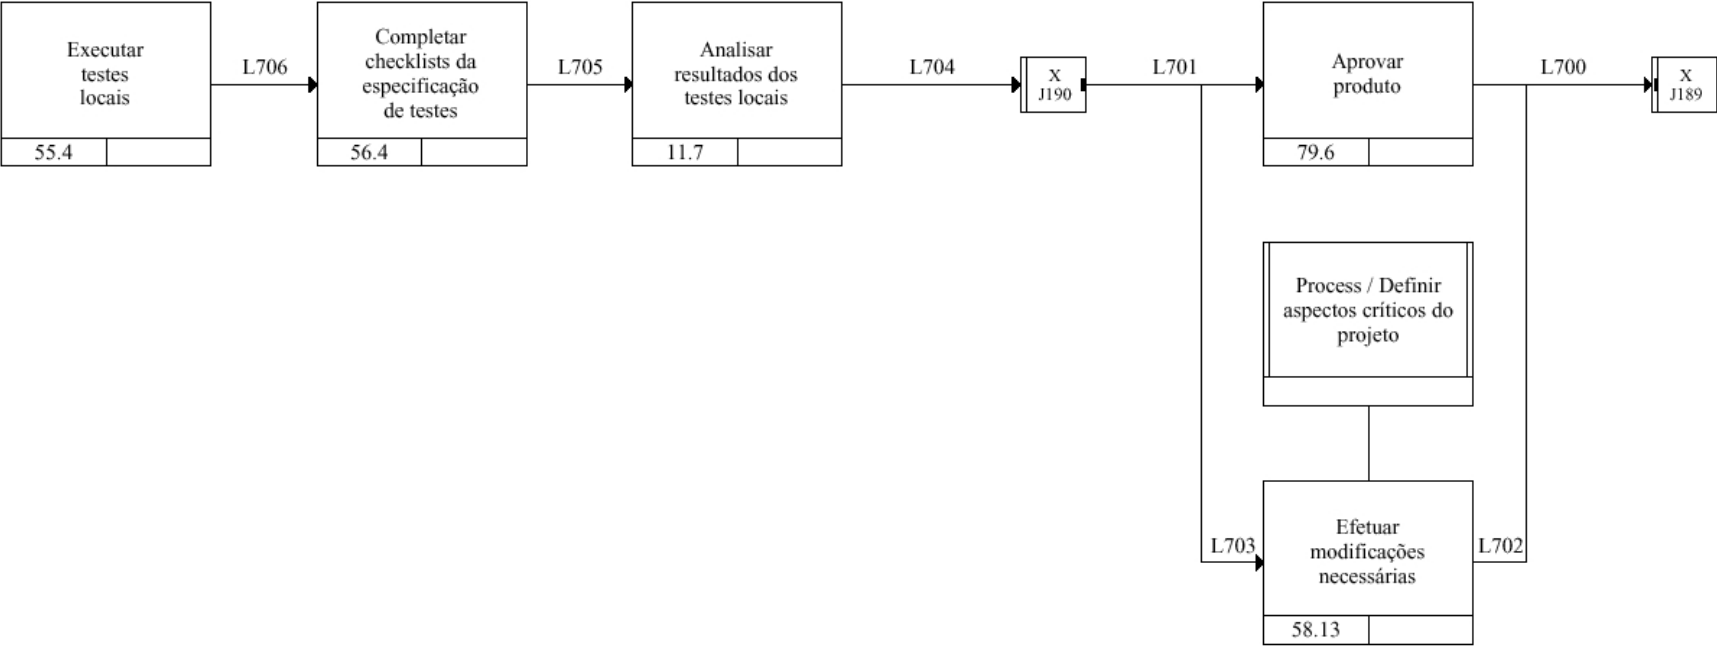 Executar
testes
locais
55.4
L706
Completar
checklists da
especificação
de testes
56.4
L705
Analisar
resultados dos
testes locais
11.7
L704
X
J190
L701
Aprovar
produto
79.6
L700
X
J189
Process / Definir
aspectos críticos do
projeto
L703
Efetuar
modificações
necessárias
58.13
L702